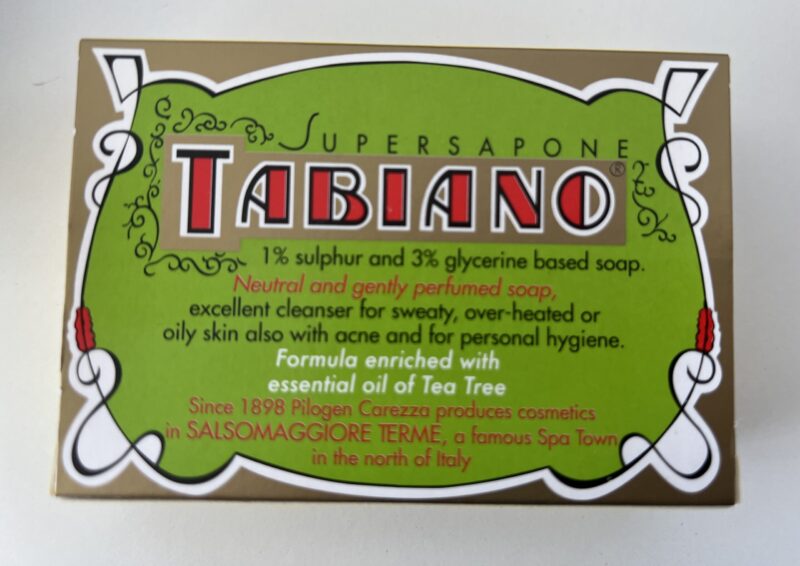 SUPERSAPONE
TABIANO®
1% sulphur and 3% glycerine based soap.
Neutral and gently perfumed soap,
excellent cleanser for sweaty, over-heated or
oily skin also with acne and for personal hygiene.
Formula enriched with
essential oil of Tea Tree
Since 1898 Pilogen Carezza produces cosmetics
in SALSOMAGGIORE TERME, a famous Spa Town
in the north of Italy